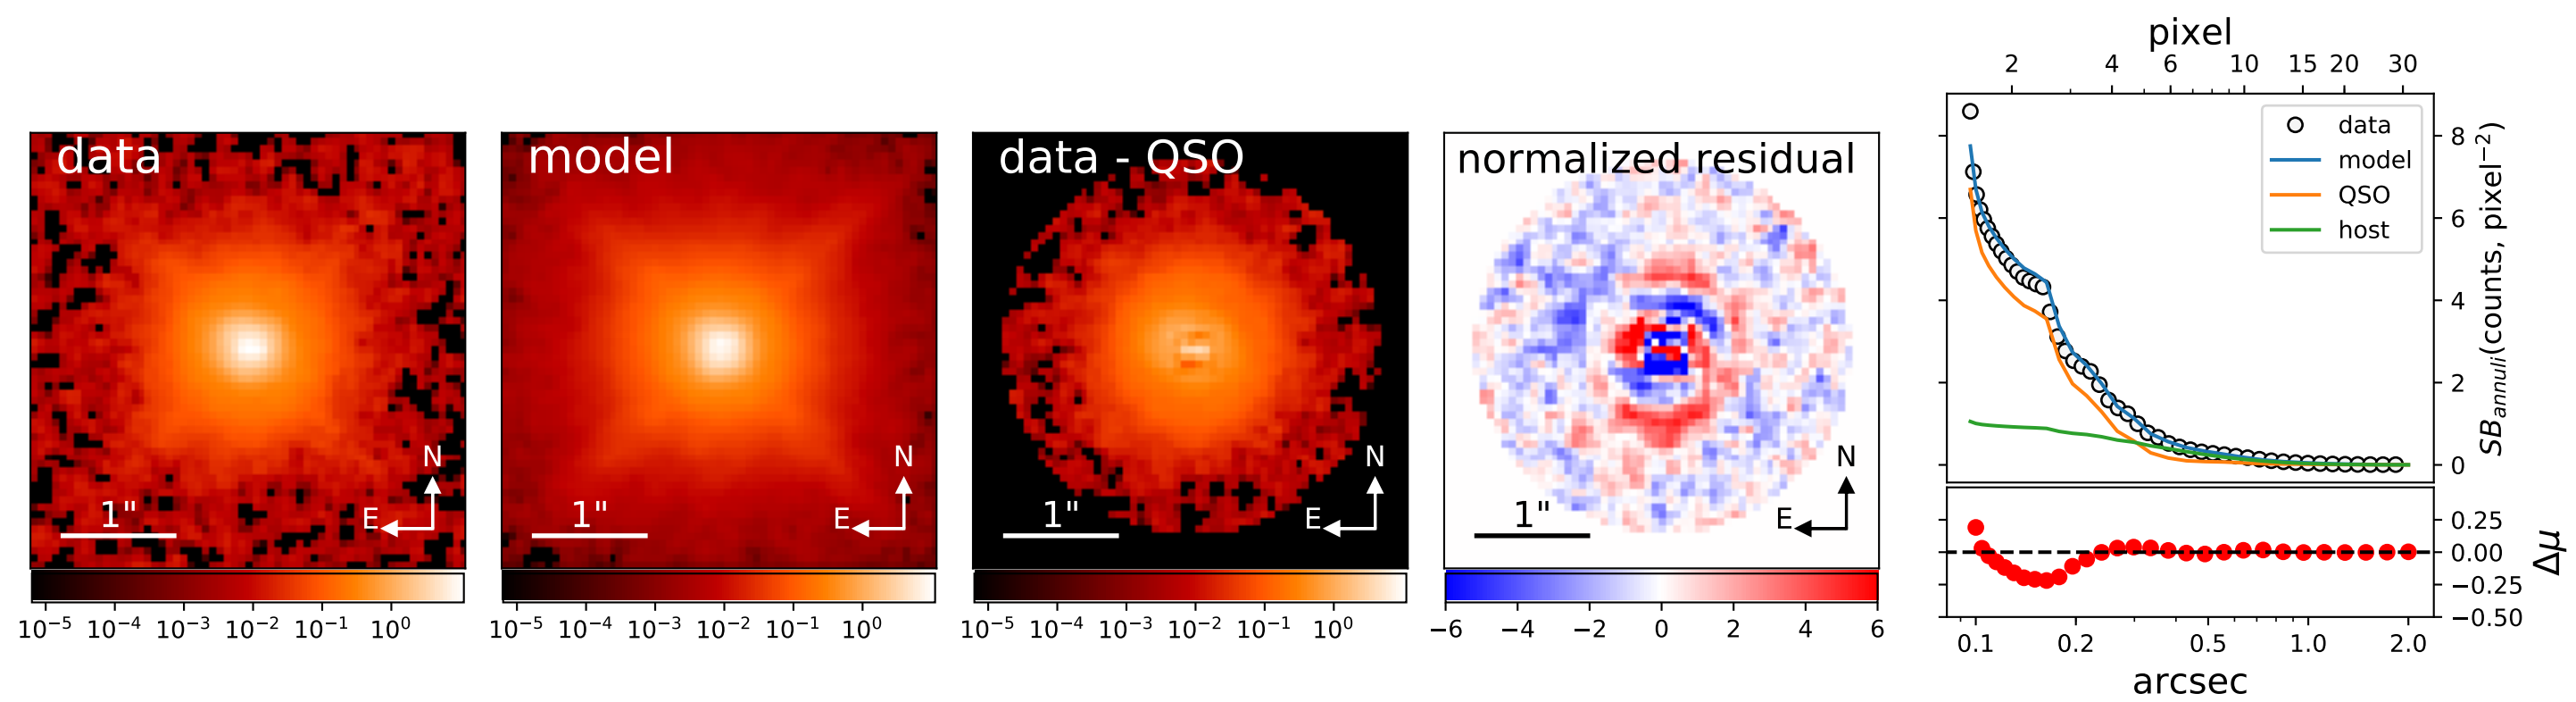 data
N
E
1"
10⁻⁵ 10⁻⁴ 10⁻³ 10⁻² 10⁻¹ 10⁰
model
N
E
1"
10⁻⁵ 10⁻⁴ 10⁻³ 10⁻² 10⁻¹ 10⁰
data - QSO
N
E
1"
10⁻⁵ 10⁻⁴ 10⁻³ 10⁻² 10⁻¹ 10⁰
normalized residual
N
E
1"
−6 −4 −2 0 2 4 6
pixel
2 4 6 10 15 20 30
data
model
QSO
host
8
6
4
2
0
SB_annuli(counts, pixel⁻²)
0.25
0.00
−0.25
−0.50
Δμ
0.1 0.2 0.5 1.0 2.0
arcsec